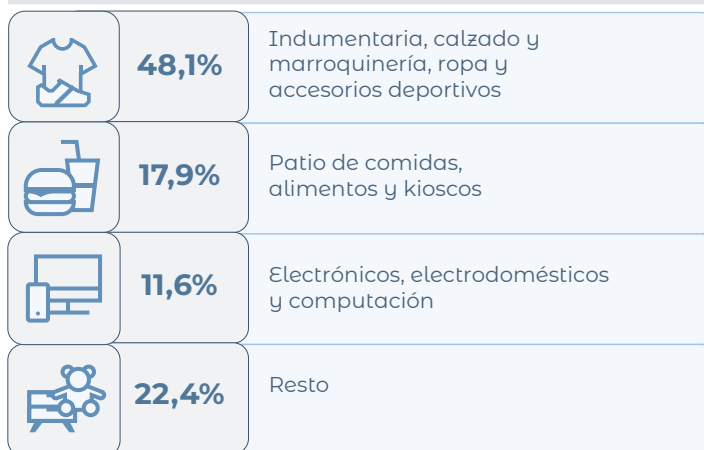 48,1%
Indumentaria, calzado y
marroquinería, ropa y
accesorios deportivos
17,9%
Patio de comidas,
alimentos y kioscos
11,6%
Electrónicos, electrodomésticos
y computación
22,4%
Resto